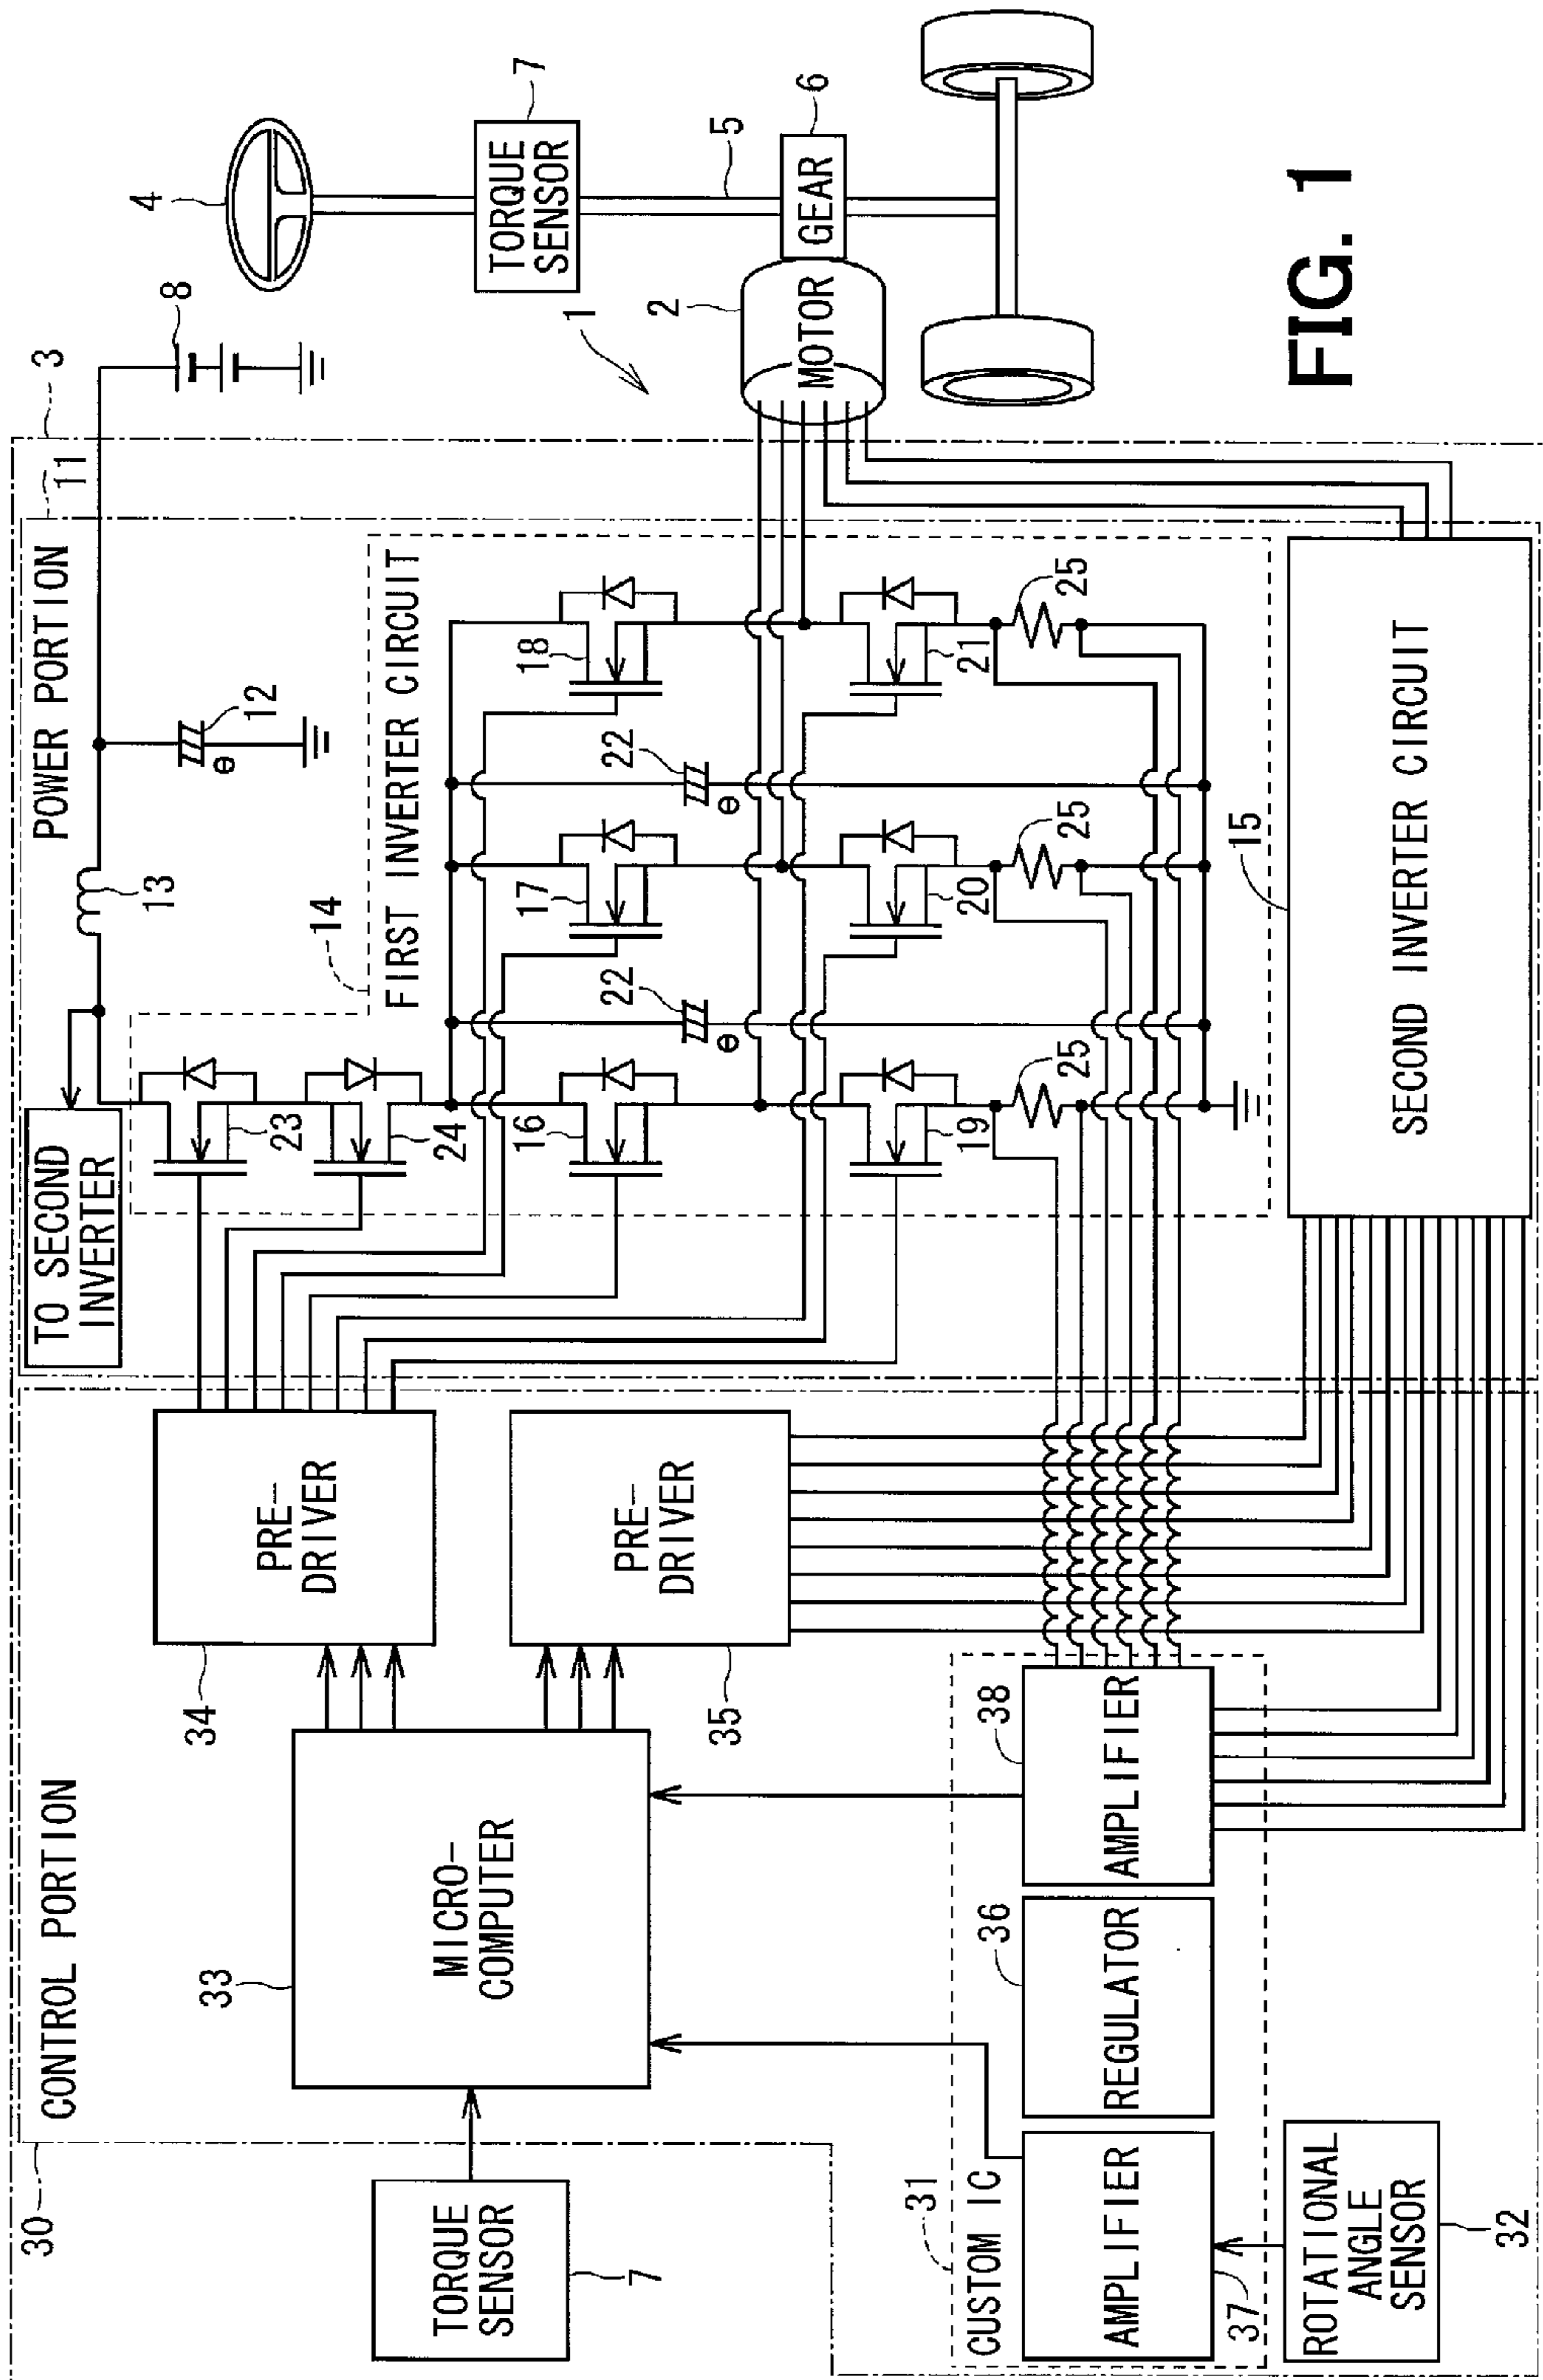 30
CONTROL PORTION
TORQUE
SENSOR
7
33
MICRO-
COMPUTER
34
PRE-
DRIVER
35
PRE-
DRIVER
31
CUSTOM IC
AMPLIFIER
37
36
REGULATOR
38
AMPLIFIER
ROTATIONAL
ANGLE
SENSOR
32
3
11
POWER PORTION
TO SECOND
INVERTER
13
12
⊖
8
14
FIRST INVERTER CIRCUIT
23
24
16
17
18
22
⊖
22
⊖
19
20
21
25
25
25
15
SECOND INVERTER CIRCUIT
1
2
MOTOR
4
7
TORQUE
SENSOR
5
6
GEAR
FIG. 1